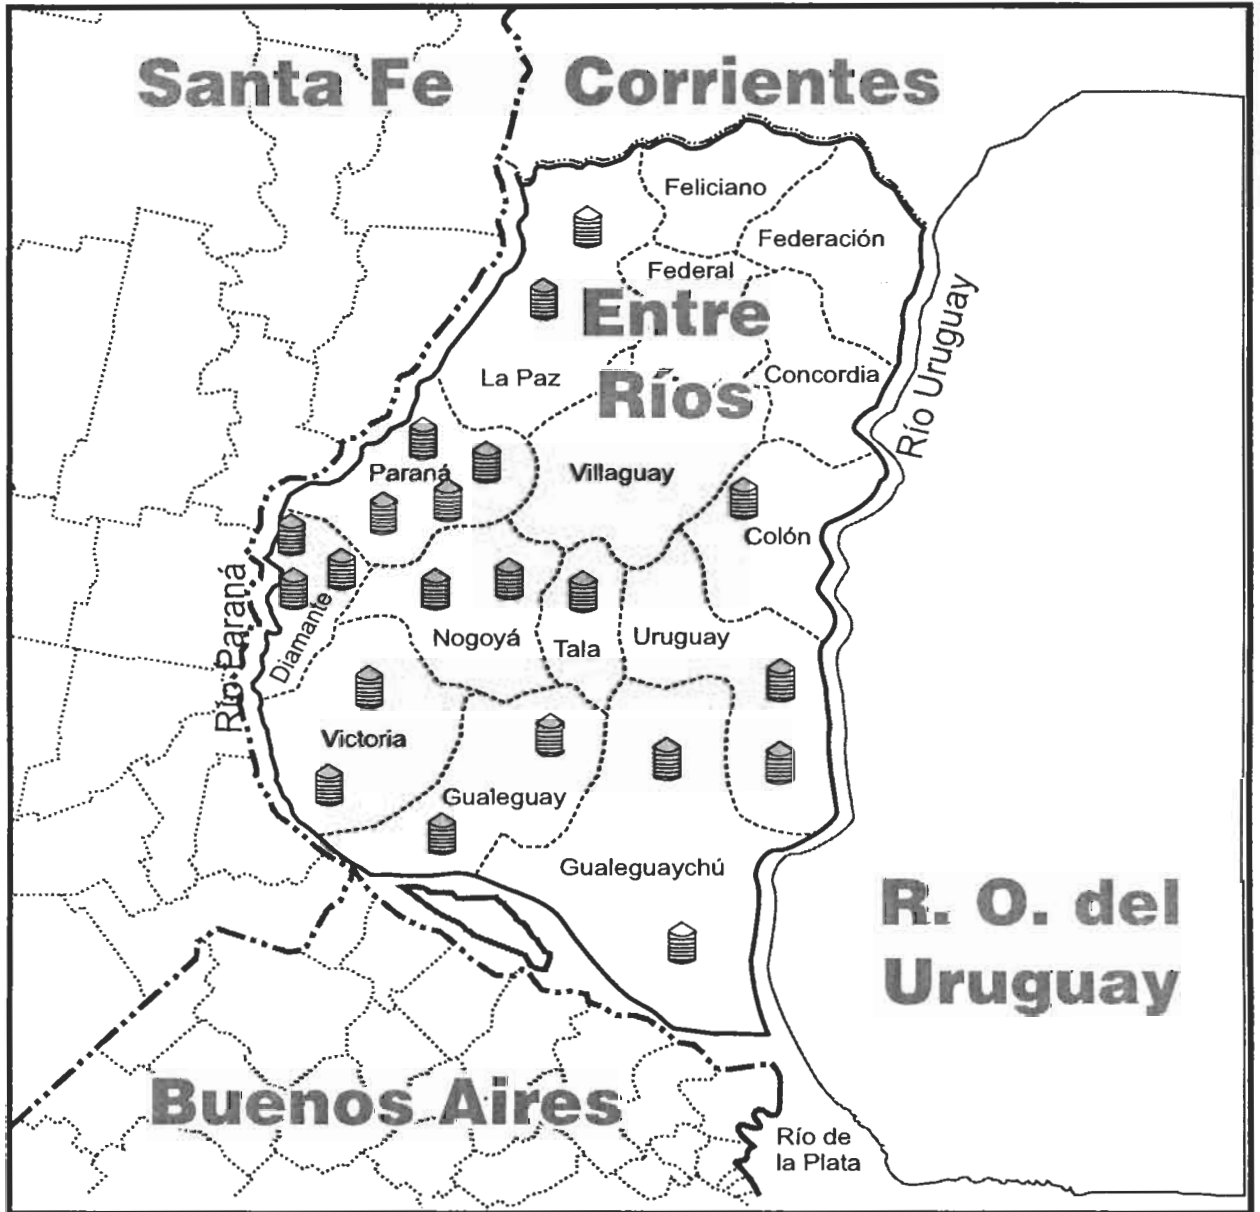 Santa Fe
Corrientes
Feliciano
Federación
Federal
Entre
Ríos
La Paz
Concordia
Río Uruguay
Paraná
Villaguay
Colón
Río Paraná
Diamante
Nogoyá
Tala
Uruguay
Victoria
Gualeguay
Gualeguaychú
R. O. del
Uruguay
Buenos Aires
Río de
la Plata